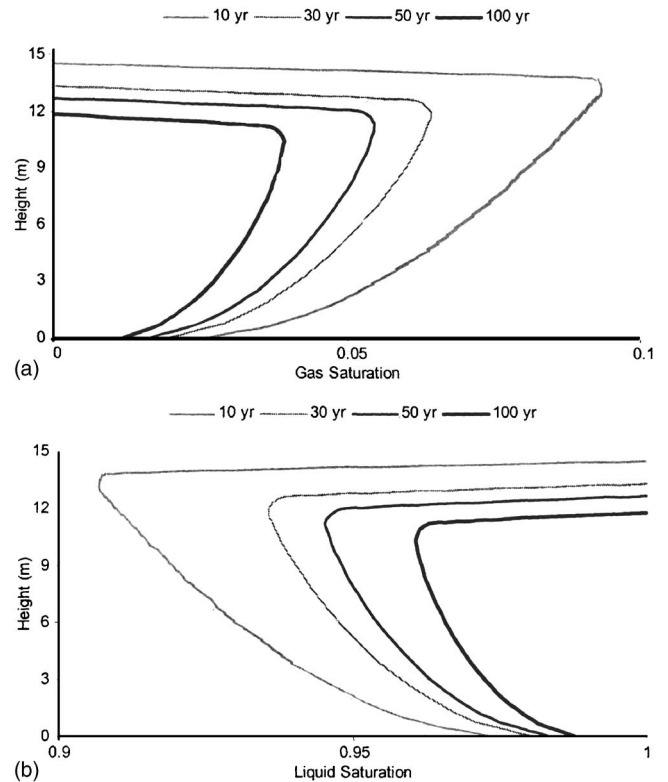 10 yr 30 yr 50 yr 100 yr
15
12
9
6
3
0
Height (m)
0 0.05 0.1
Gas Saturation
(a)
10 yr 30 yr 50 yr 100 yr
15
12
9
6
3
0
Height (m)
0.9 0.95 1
Liquid Saturation
(b)